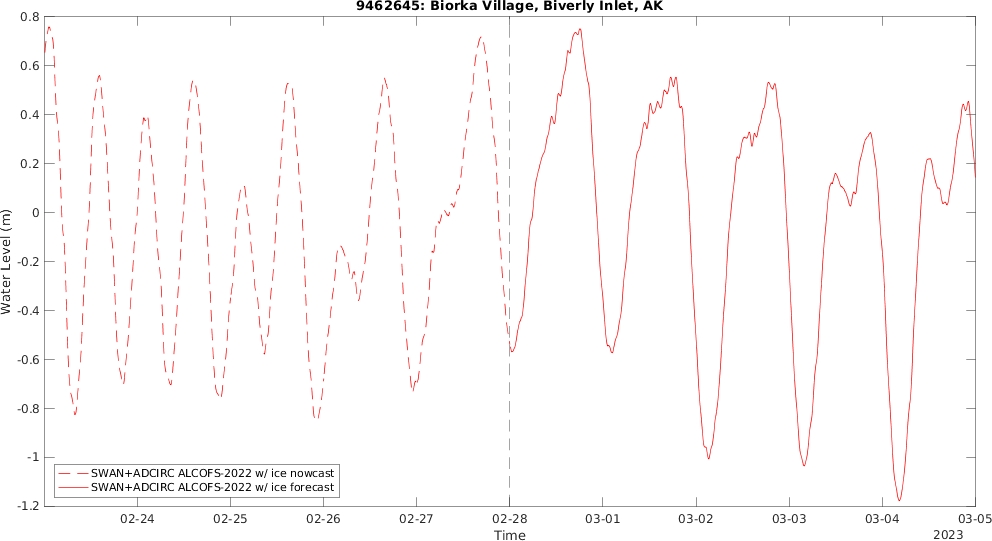 9462645: Biorka Village, Biverly Inlet, AK
0.8
0.6
0.4
0.2
0
-0.2
-0.4
-0.6
-0.8
-1
-1.2
Water Level (m)
SWAN+ADCIRC ALCOFS-2022 w/ ice nowcast
SWAN+ADCIRC ALCOFS-2022 w/ ice forecast
02-24 02-25 02-26 02-27 02-28 03-01 03-02 03-03 03-04 03-05
Time
2023